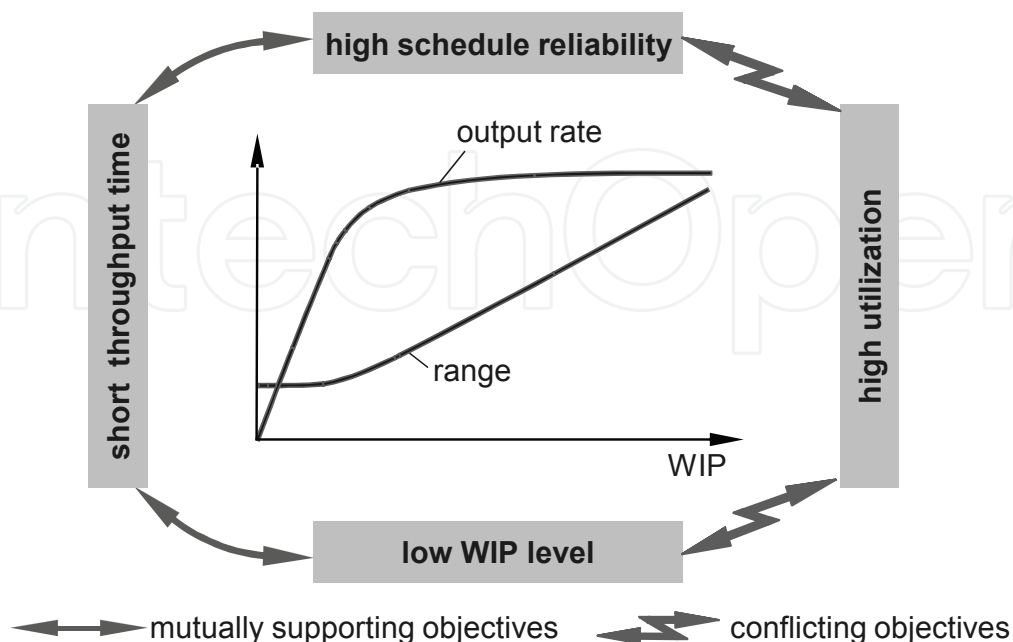 high schedule reliability
short throughput time
output rate
high utilization
range
WIP
low WIP level
mutually supporting objectives
conflicting objectives
ntechOpen